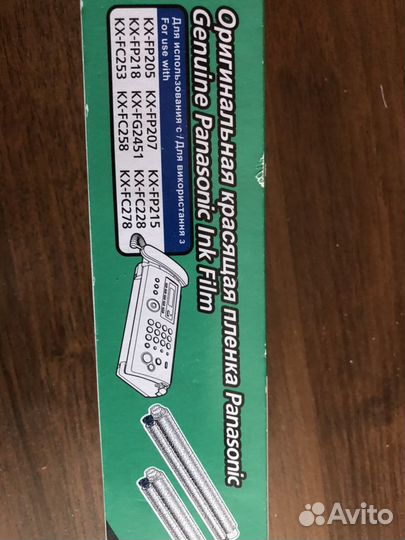 Оригинальная красящая пленка Panasonic
Genuine Panasonic Ink Film
Для использования с / Для використання з
For use with
KX-FP205 KX-FP207 KX-FP215
KX-FP218 KX-FG2451 KX-FC228
KX-FC253 KX-FC258 KX-FC278
Avito